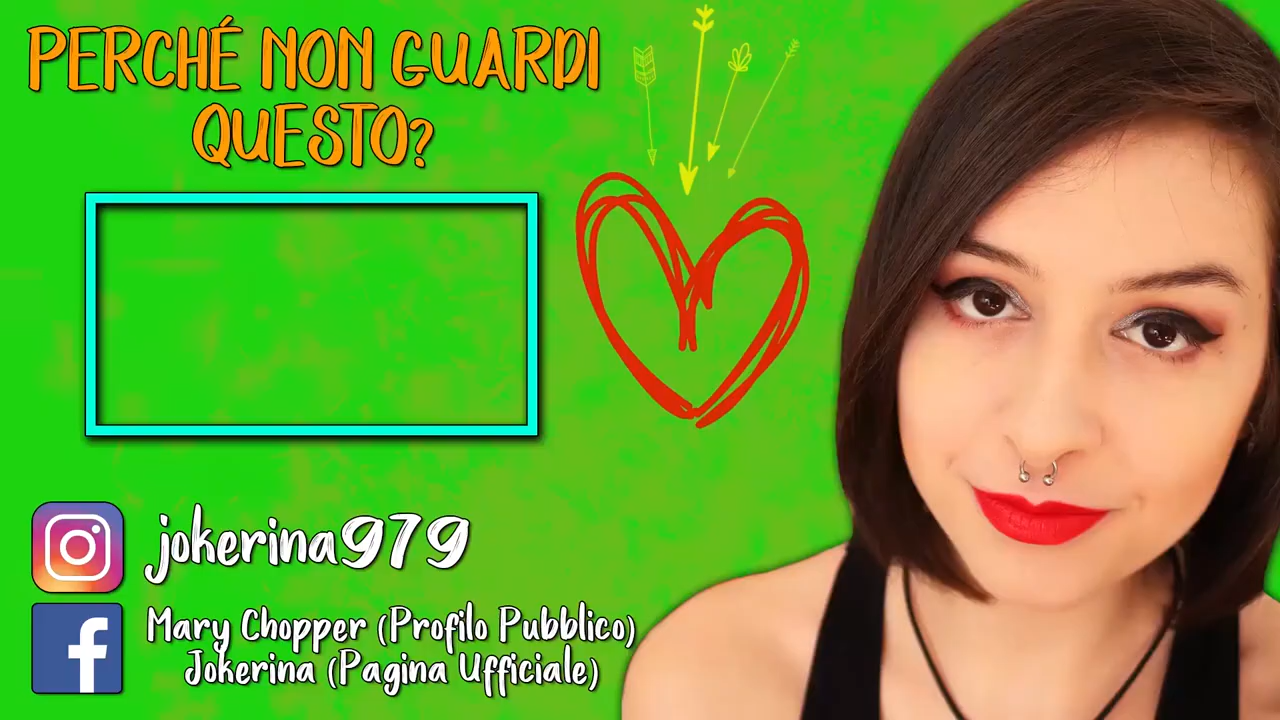 PERCHÉ NON GUARDI
QUESTO?
jokerina979
Mary Chopper (Profilo Pubblico)
Jokerina (Pagina Ufficiale)